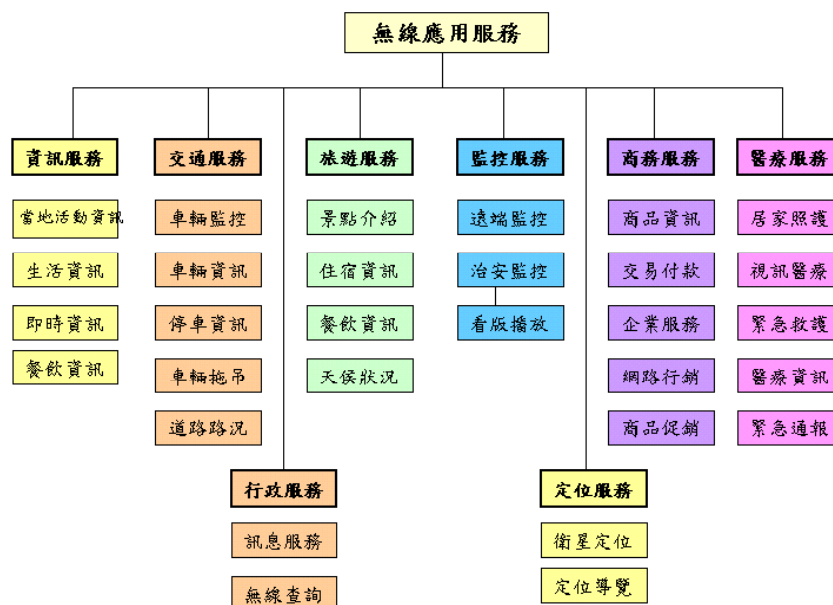 無線應用服務
資訊服務
當地活動資訊
生活資訊
即時資訊
餐飲資訊
交通服務
車輛監控
車輛資訊
停車資訊
車輛拖吊
道路路況
旅遊服務
景點介紹
住宿資訊
餐飲資訊
天候狀況
監控服務
遠端監控
治安監控
看版播放
商務服務
商品資訊
交易付款
企業服務
網路行銷
商品促銷
醫療服務
居家照護
視訊醫療
緊急救護
醫療資訊
緊急通報
行政服務
訊息服務
無線查詢
定位服務
衛星定位
定位導覽